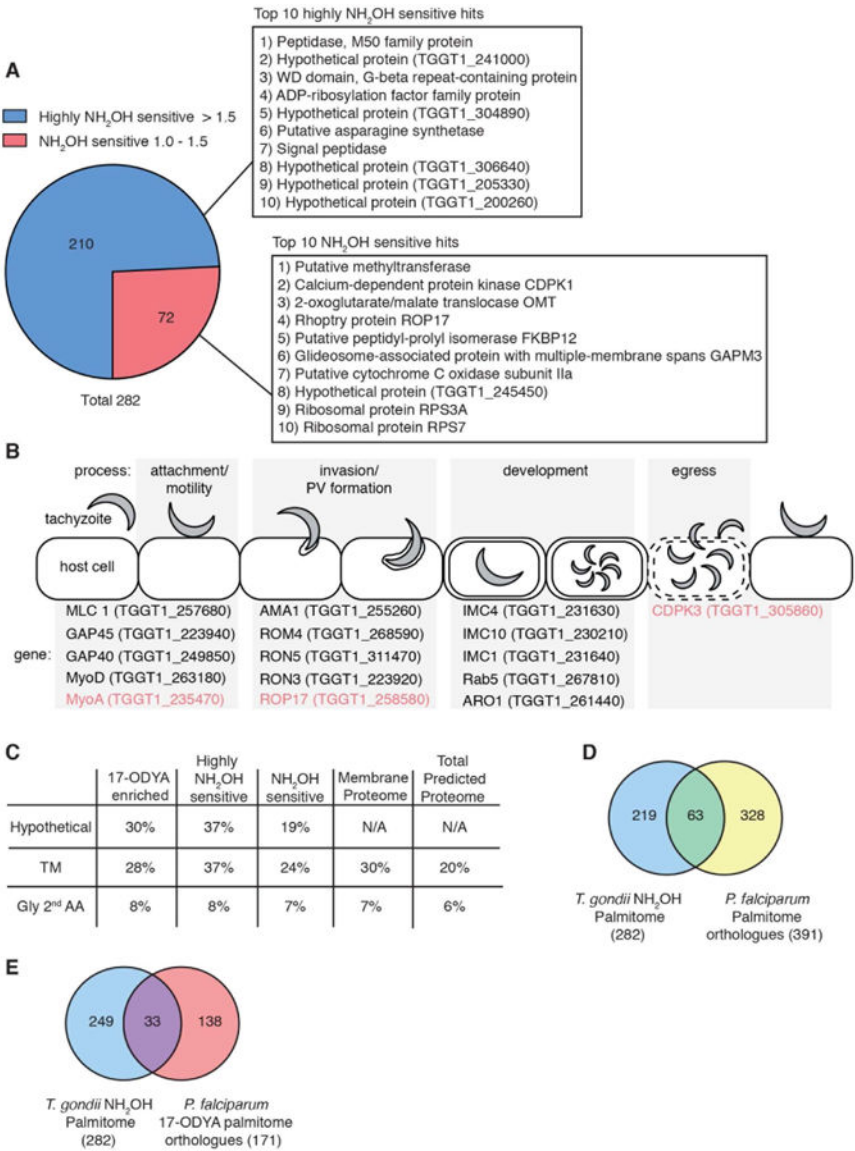 Top 10 highly NH2OH sensitive hits
A
Highly NH2OH sensitive > 1.5
NH2OH sensitive 1.0 - 1.5
210
72
Total 282
1) Peptidase, M50 family protein
2) Hypothetical protein (TGGT1_241000)
3) WD domain, G-beta repeat-containing protein
4) ADP-ribosylation factor family protein
5) Hypothetical protein (TGGT1_304890)
6) Putative asparagine synthetase
7) Signal peptidase
8) Hypothetical protein (TGGT1_306640)
9) Hypothetical protein (TGGT1_205330)
10) Hypothetical protein (TGGT1_200260)
Top 10 NH2OH sensitive hits
1) Putative methyltransferase
2) Calcium-dependent protein kinase CDPK1
3) 2-oxoglutarate/malate translocase OMT
4) Rhoptry protein ROP17
5) Putative peptidyl-prolyl isomerase FKBP12
6) Glideosome-associated protein with multiple-membrane spans GAPM3
7) Putative cytochrome C oxidase subunit IIa
8) Hypothetical protein (TGGT1_245450)
9) Ribosomal protein RPS3A
10) Ribosomal protein RPS7
B
process:
attachment/
motility
invasion/
PV formation
development
egress
tachyzoite
host cell
gene:
MLC 1 (TGGT1_257680)
GAP45 (TGGT1_223940)
GAP40 (TGGT1_249850)
MyoD (TGGT1_263180)
MyoA (TGGT1_235470)
AMA1 (TGGT1_255260)
ROM4 (TGGT1_268590)
RON5 (TGGT1_311470)
RON3 (TGGT1_223920)
ROP17 (TGGT1_258580)
IMC4 (TGGT1_231630)
IMC10 (TGGT1_230210)
IMC1 (TGGT1_231640)
Rab5 (TGGT1_267810)
ARO1 (TGGT1_261440)
CDPK3 (TGGT1_305860)
C
17-ODYA
enriched
Highly
NH2OH
sensitive
NH2OH
sensitive
Membrane
Proteome
Total
Predicted
Proteome
Hypothetical 30% 37% 19% N/A N/A
TM 28% 37% 24% 30% 20%
Gly 2nd AA 8% 8% 7% 7% 6%
D
219 63 328
T. gondii NH2OH
Palmitome
(282)
P. falciparum
Palmitome
orthologues (391)
E
249 33 138
T. gondii NH2OH
Palmitome
(282)
P. falciparum
17-ODYA palmitome
orthologues (171)